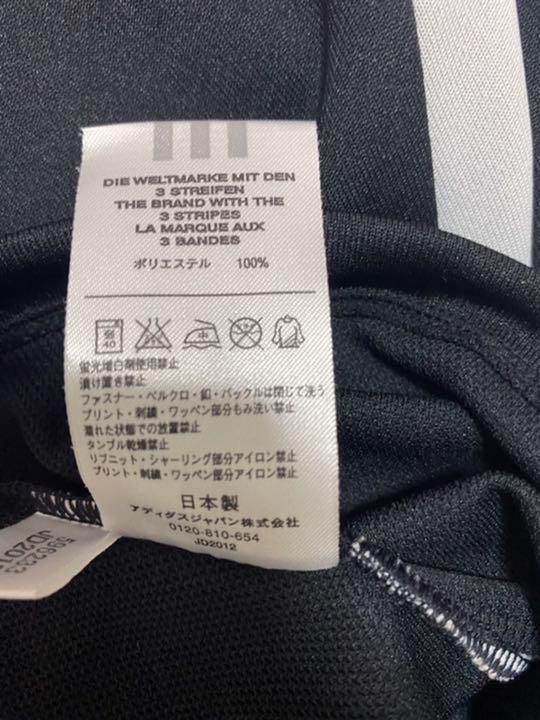 DIE WELTMARKE MIT DEN
3 STREIFEN
THE BRAND WITH THE
3 STRIPES
LA MARQUE AUX
3 BANDES
ポリエステル 100%
弱
40
蛍光増白剤使用禁止
漬け置き禁止
ファスナー・ベルクロ・釦・バックルは閉じて洗う
プリント・刺繍・ワッペン部分もみ洗い禁止
濡れた状態での放置禁止
タンブル乾燥禁止
リブニット・シャーリング部分アイロン禁止
プリント・刺繍・ワッペン部分アイロン禁止
日本製
アディダスジャパン株式会社
0120-810-654
JD2012
596233